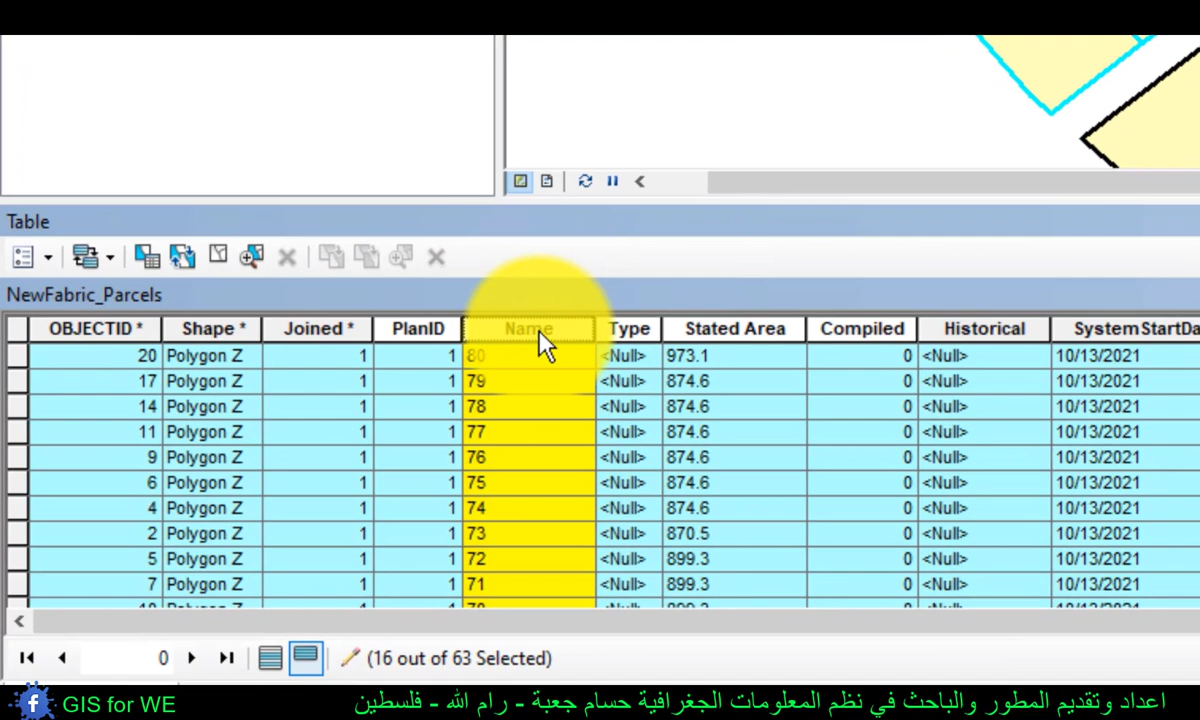 Table
NewFabric_Parcels
OBJECTID * Shape * Joined * PlanID Name Type Stated Area Compiled Historical SystemStartDa
20 Polygon Z 1 1 80 <Null> 973.1 0 <Null> 10/13/2021
17 Polygon Z 1 1 79 <Null> 874.6 0 <Null> 10/13/2021
14 Polygon Z 1 1 78 <Null> 874.6 0 <Null> 10/13/2021
11 Polygon Z 1 1 77 <Null> 874.6 0 <Null> 10/13/2021
9 Polygon Z 1 1 76 <Null> 874.6 0 <Null> 10/13/2021
6 Polygon Z 1 1 75 <Null> 874.6 0 <Null> 10/13/2021
4 Polygon Z 1 1 74 <Null> 874.6 0 <Null> 10/13/2021
2 Polygon Z 1 1 73 <Null> 870.5 0 <Null> 10/13/2021
5 Polygon Z 1 1 72 <Null> 899.3 0 <Null> 10/13/2021
7 Polygon Z 1 1 71 <Null> 899.3 0 <Null> 10/13/2021
0 (16 out of 63 Selected)
f GIS for WE
اعداد وتقديم المطور والباحث في نظم المعلومات الجغرافية حسام جعبة - رام الله - فلسطين